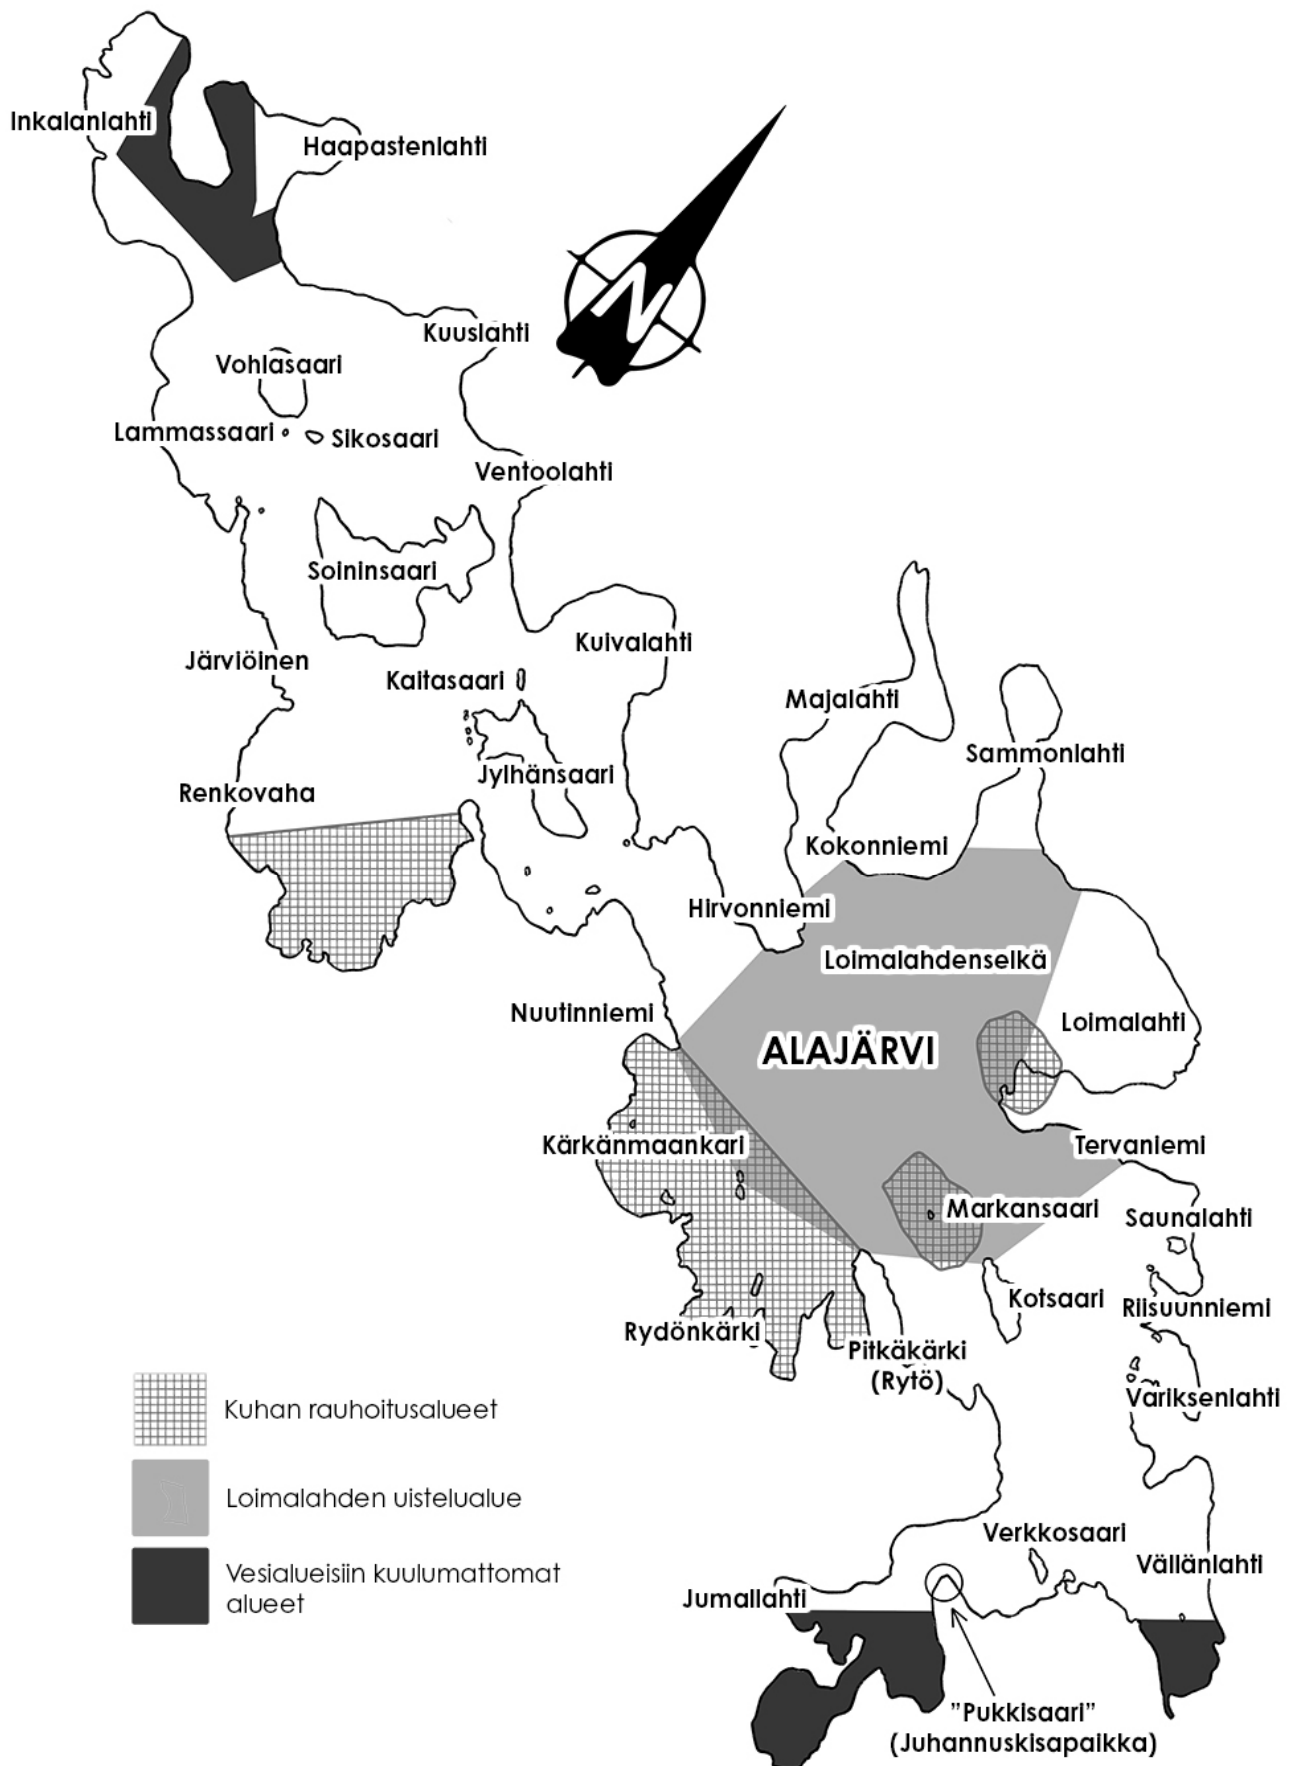 Inkalanlahti
Haapastenlahti
N
Kuuslahti
Vohlasaari
Lammassaari
Sikosaari
Ventoolahti
Soininsaari
Kuivalahti
Järviöinen
Kaitasaari
Majalahti
Sammonlahti
Jylhänsaari
Renkovaha
Kokonniemi
Hirvonniemi
Loimalahdenselkä
Nuutinniemi
Loimalahti
ALAJÄRVI
Kärkänmaankari
Tervaniemi
Markansaari
Saunalahti
Kotsaari
Riisuunniemi
Rydönkärki
Pitkäkärki
(Rytö)
Variksenlahti
Kuhan rauhoitusalueet
Loimalahden uistelualue
Verkkosaari
Vällänlahti
Vesialueisiin kuulumattomat
alueet
Jumallahti
"Pukkisaari"
(Juhannuskisapaikka)